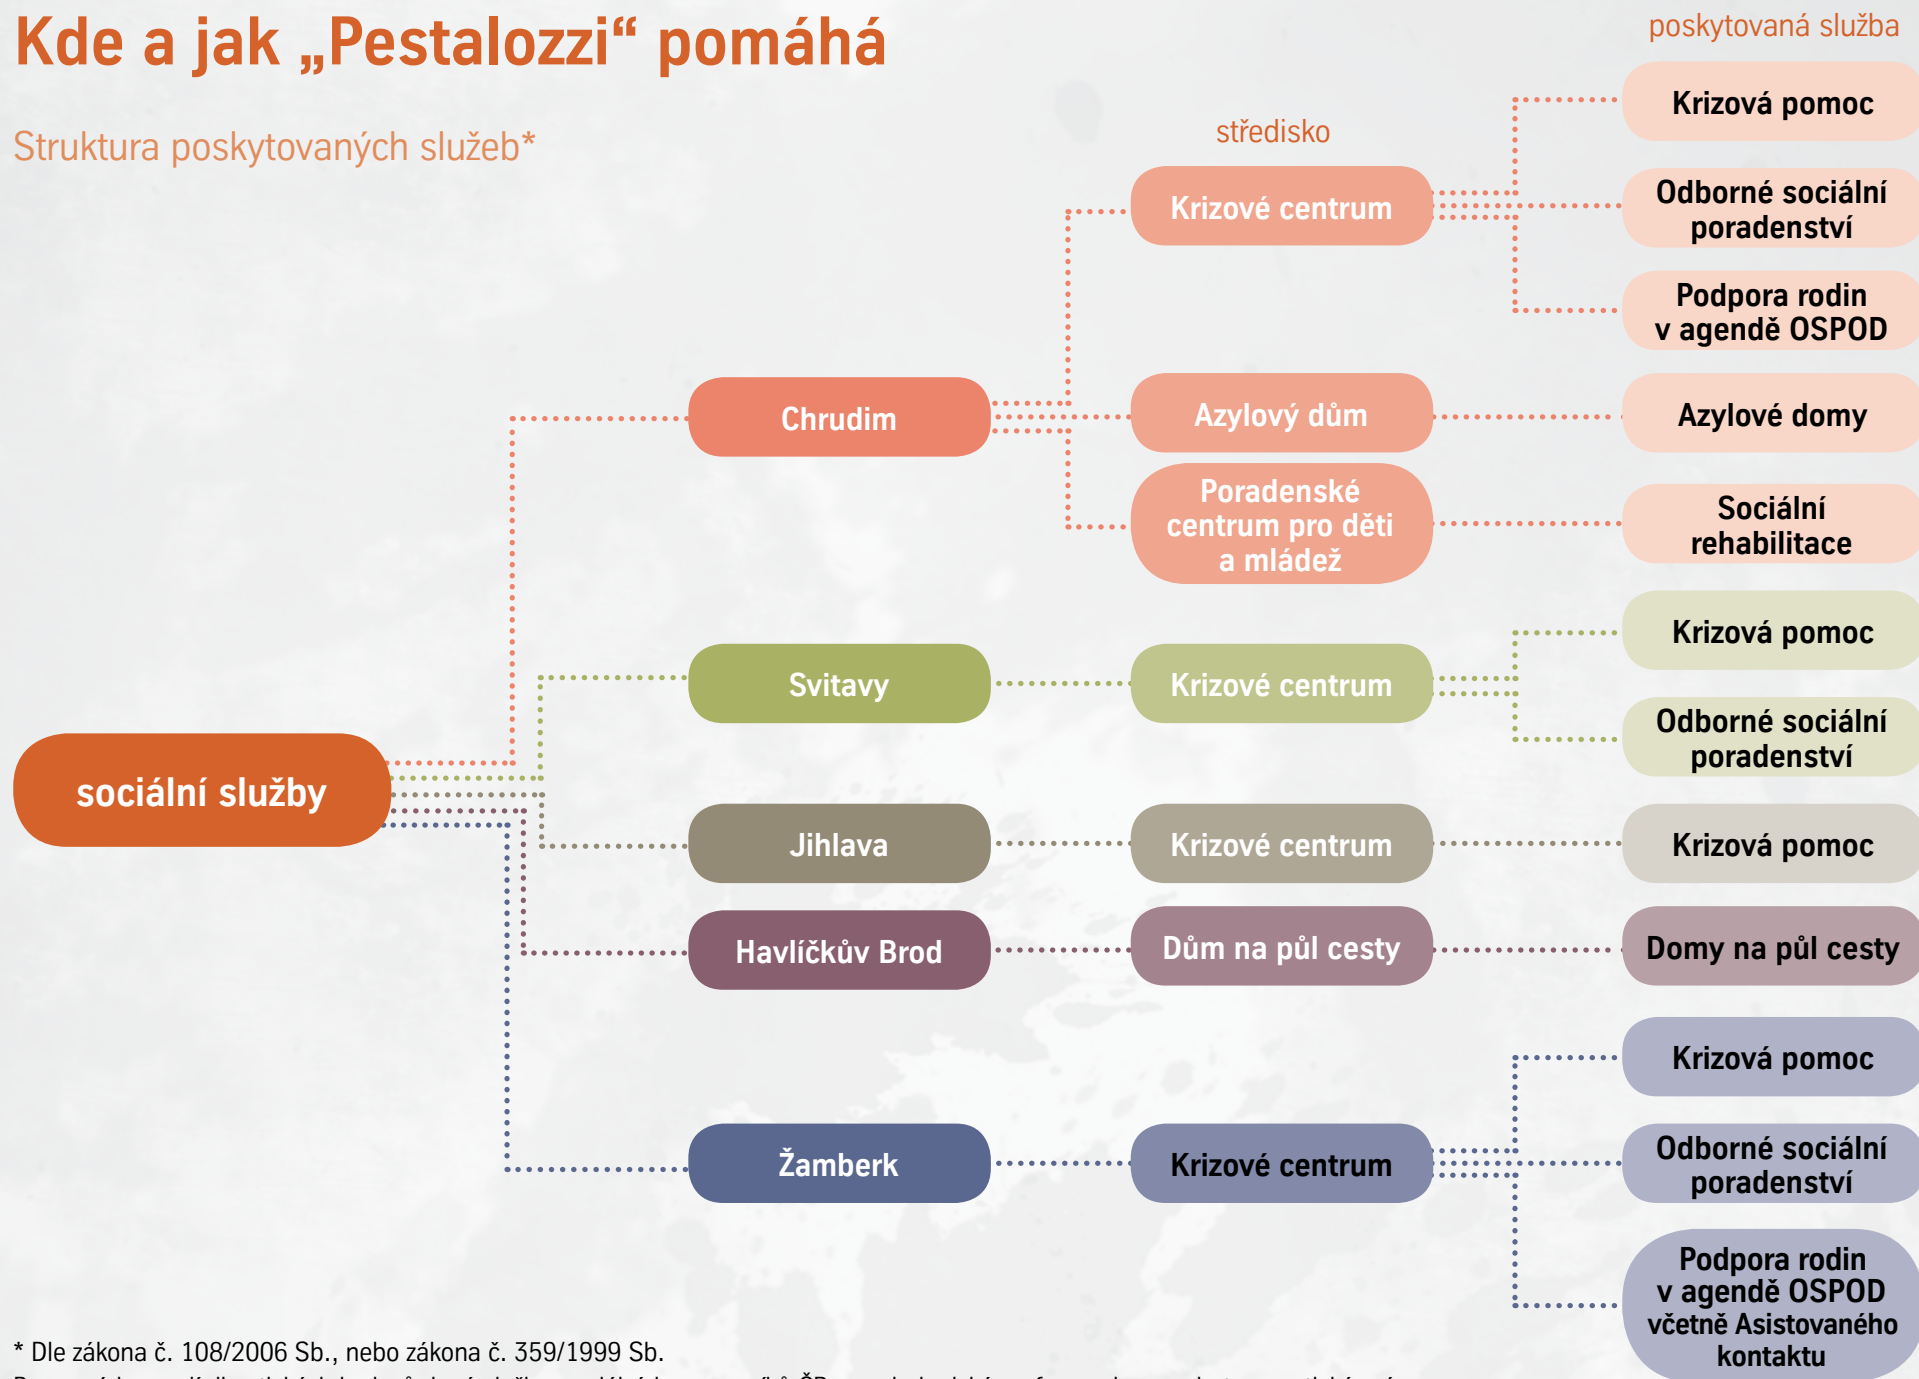 Kde a jak „Pestalozzi“ pomáhá
Struktura poskytovaných služeb*
středisko
poskytovaná služba
sociální služby
Chrudim
Krizové centrum
Krizová pomoc
Odborné sociální
poradenství
Podpora rodin
v agendě OSPOD
Azylový dům
Azylové domy
Poradenské
centrum pro děti
a mládež
Sociální
rehabilitace
Svitavy
Krizové centrum
Krizová pomoc
Odborné sociální
poradenství
Jihlava
Krizové centrum
Krizová pomoc
Havlíčkův Brod
Dům na půl cesty
Domy na půl cesty
Žamberk
Krizové centrum
Krizová pomoc
Odborné sociální
poradenství
Podpora rodin
v agendě OSPOD
včetně Asistovaného
kontaktu
* Dle zákona č. 108/2006 Sb., nebo zákona č. 359/1999 Sb.